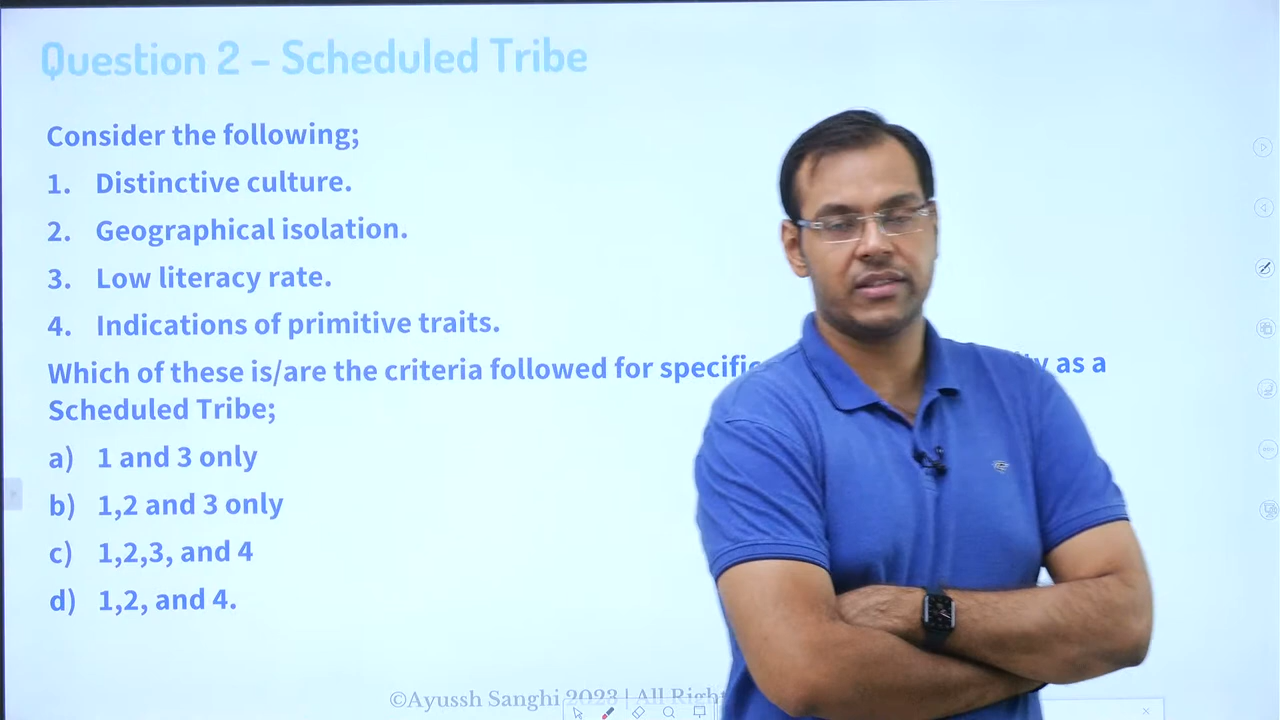 Question 2 – Scheduled Tribe
Consider the following;
1. Distinctive culture.
2. Geographical isolation.
3. Low literacy rate.
4. Indications of primitive traits.
Which of these is/are the criteria followed for as a
Scheduled Tribe;
a) 1 and 3 only
b) 1,2 and 3 only
c) 1,2,3, and 4
d) 1,2, and 4.
©Ayussh Sanghi 2023 | All